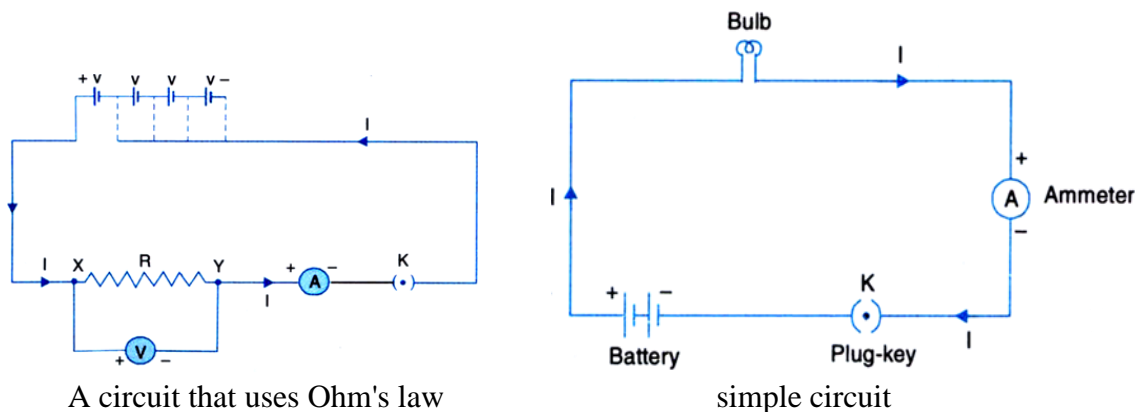 Bulb
I
+ v v v v –
I
+
I
A Ammeter
–
I X R Y + – K
A
I
+ – K
+ V –
Battery Plug-key
I
A circuit that uses Ohm's law simple circuit